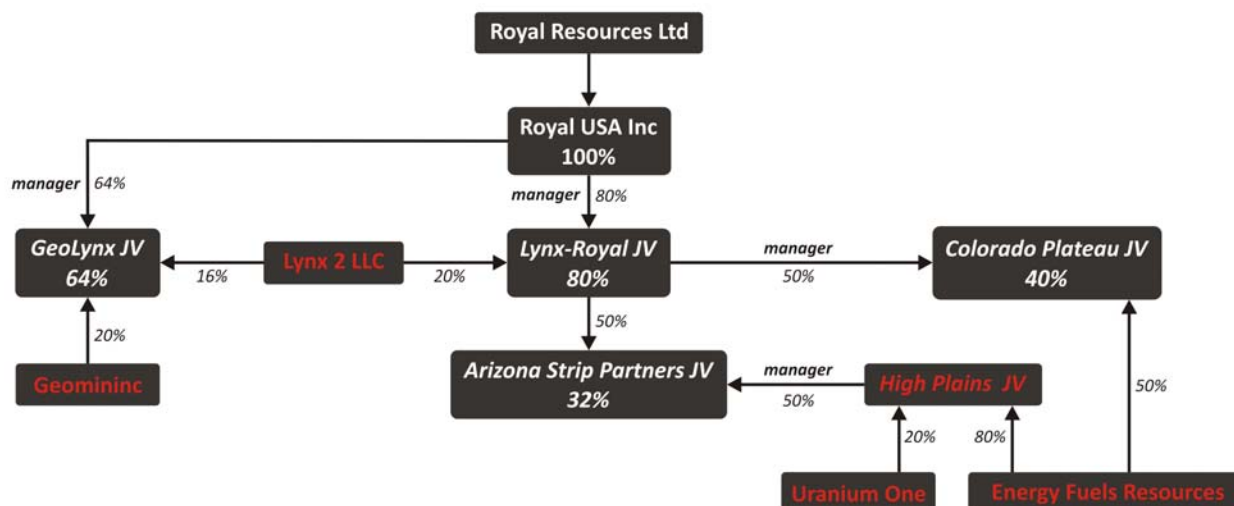 Royal Resources Ltd
Royal USA Inc
100%
manager
64%
manager
80%
GeoLynx JV
64%
16%
Lynx 2 LLC
20%
Lynx-Royal JV
80%
manager
50%
Colorado Plateau JV
40%
20%
50%
Geomininc
Arizona Strip Partners JV
32%
manager
50%
High Plains JV
50%
20%
80%
Uranium One
Energy Fuels Resources